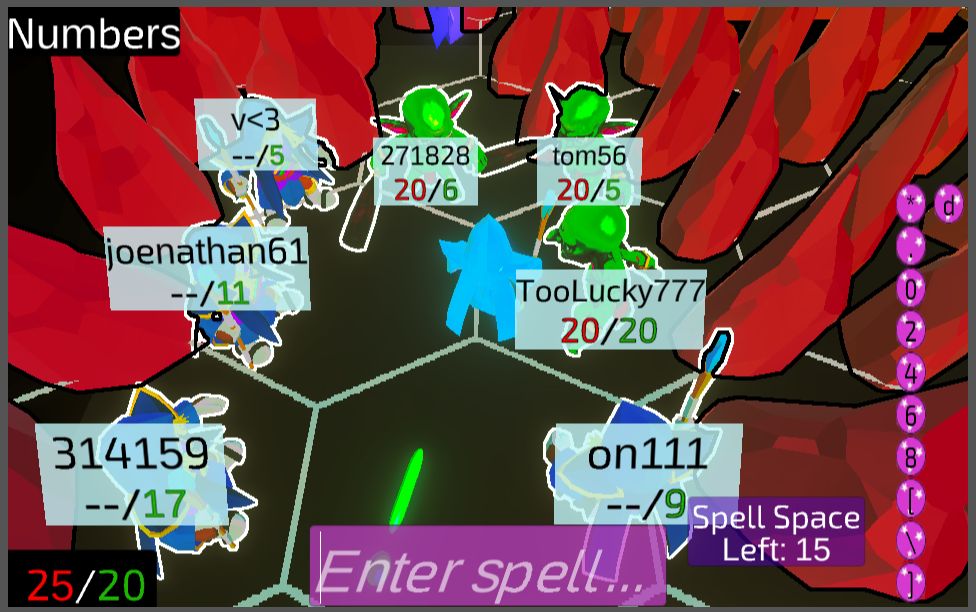 Numbers
v<3
--/5
271828
20/6
tom56
20/5
joenathan61
--/11
TooLucky777
20/20
314159
--/17
on111
--/9
Spell Space
Left: 15
Enter spell...
25/20
* d
.
0
2
4
6
8
[
\
]